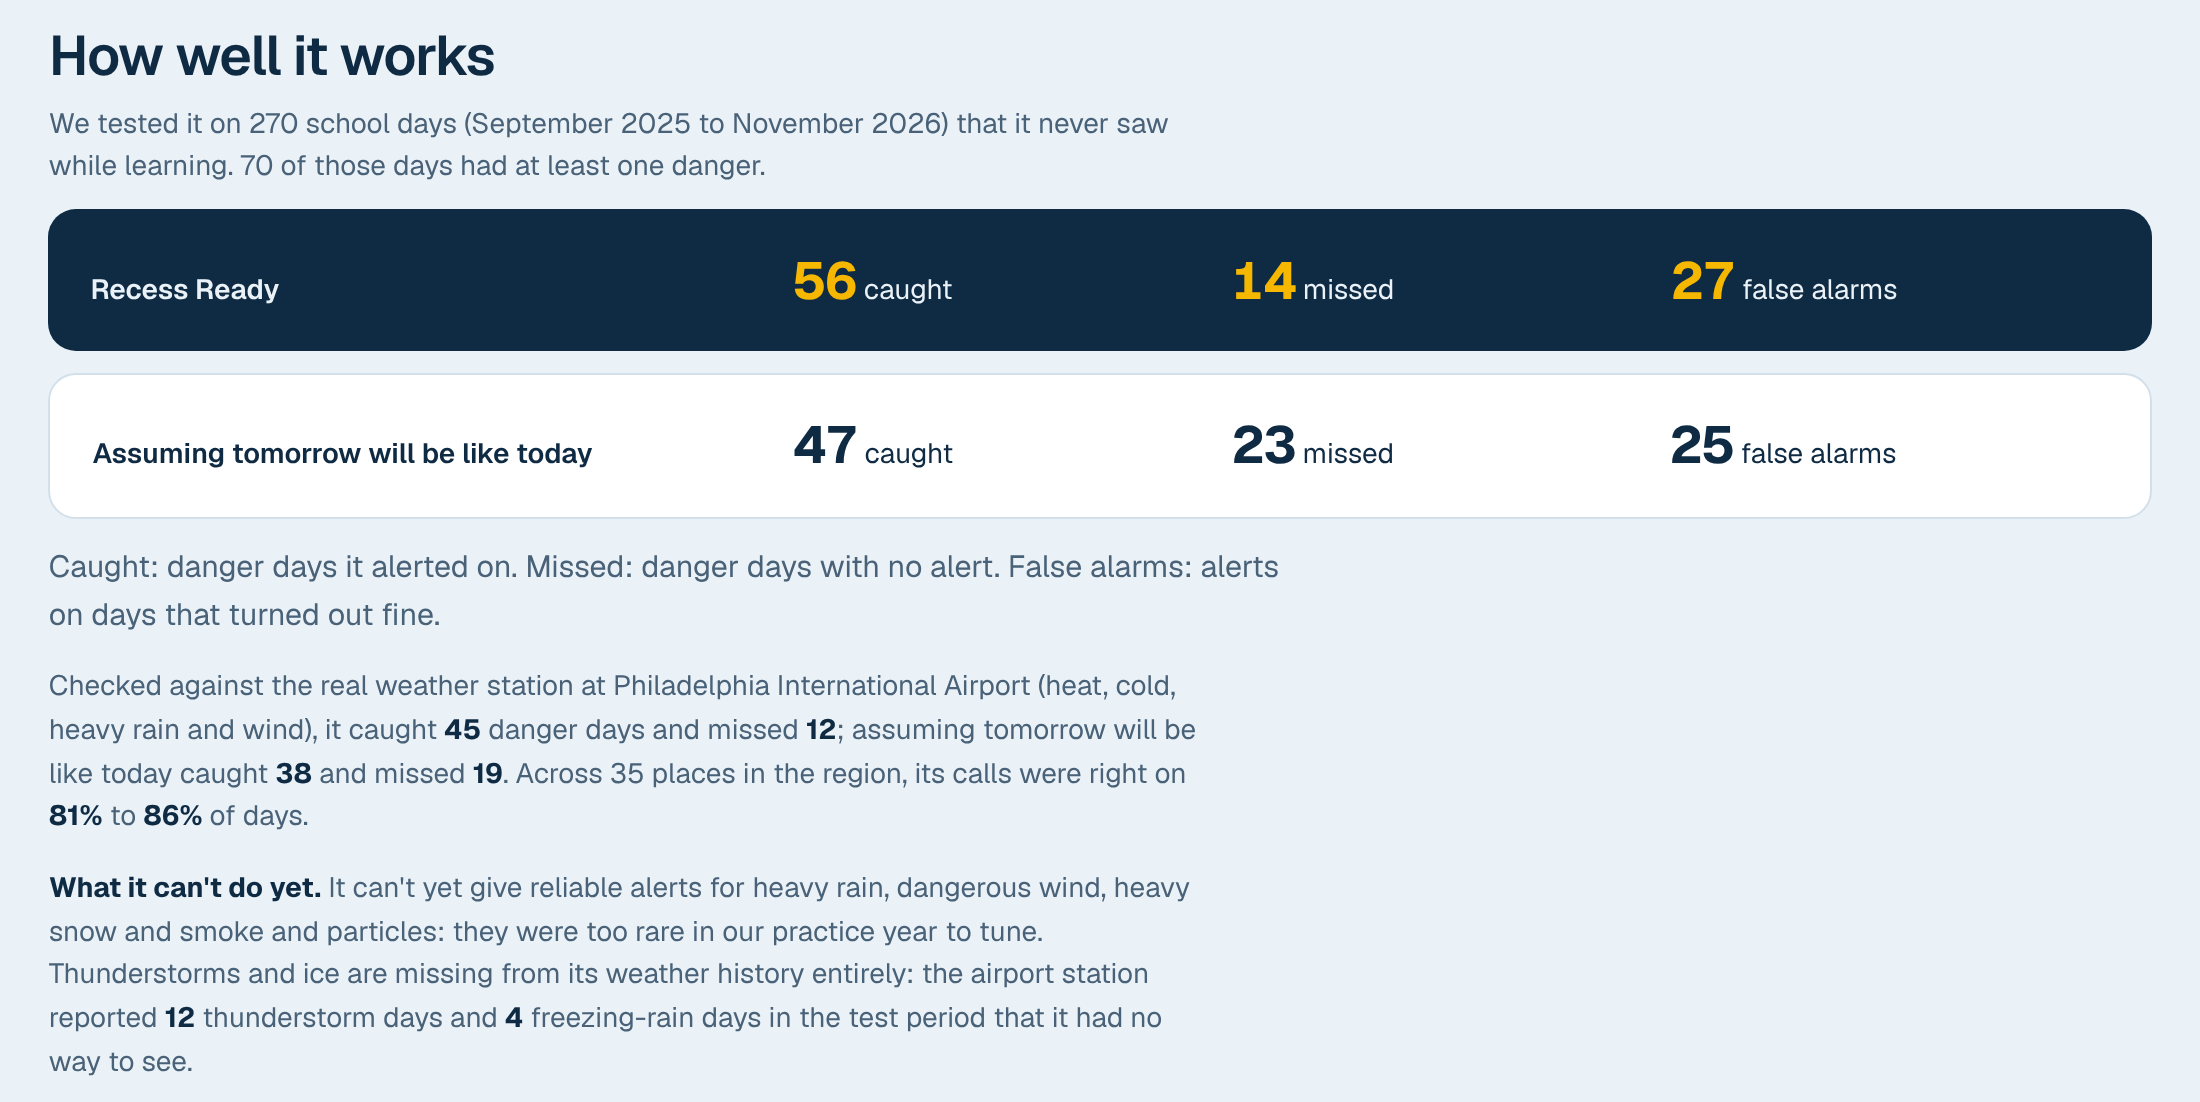 How well it works
We tested it on 270 school days (September 2025 to November 2026) that it never saw
while learning. 70 of those days had at least one danger.
Recess Ready 56 caught 14 missed 27 false alarms
Assuming tomorrow will be like today 47 caught 23 missed 25 false alarms
Caught: danger days it alerted on. Missed: danger days with no alert. False alarms: alerts
on days that turned out fine.
Checked against the real weather station at Philadelphia International Airport (heat, cold,
heavy rain and wind), it caught 45 danger days and missed 12; assuming tomorrow will be
like today caught 38 and missed 19. Across 35 places in the region, its calls were right on
81% to 86% of days.
What it can't do yet. It can't yet give reliable alerts for heavy rain, dangerous wind, heavy
snow and smoke and particles: they were too rare in our practice year to tune.
Thunderstorms and ice are missing from its weather history entirely: the airport station
reported 12 thunderstorm days and 4 freezing-rain days in the test period that it had no
way to see.